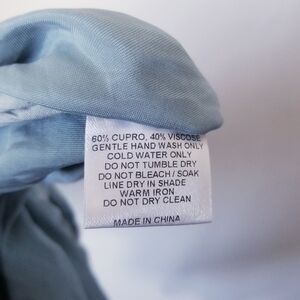 60% CUPRO, 40% VISCOSE
GENTLE HAND WASH ONLY
COLD WATER ONLY
DO NOT TUMBLE DRY
DO NOT BLEACH / SOAK
LINE DRY IN SHADE
WARM IRON
DO NOT DRY CLEAN
MADE IN CHINA